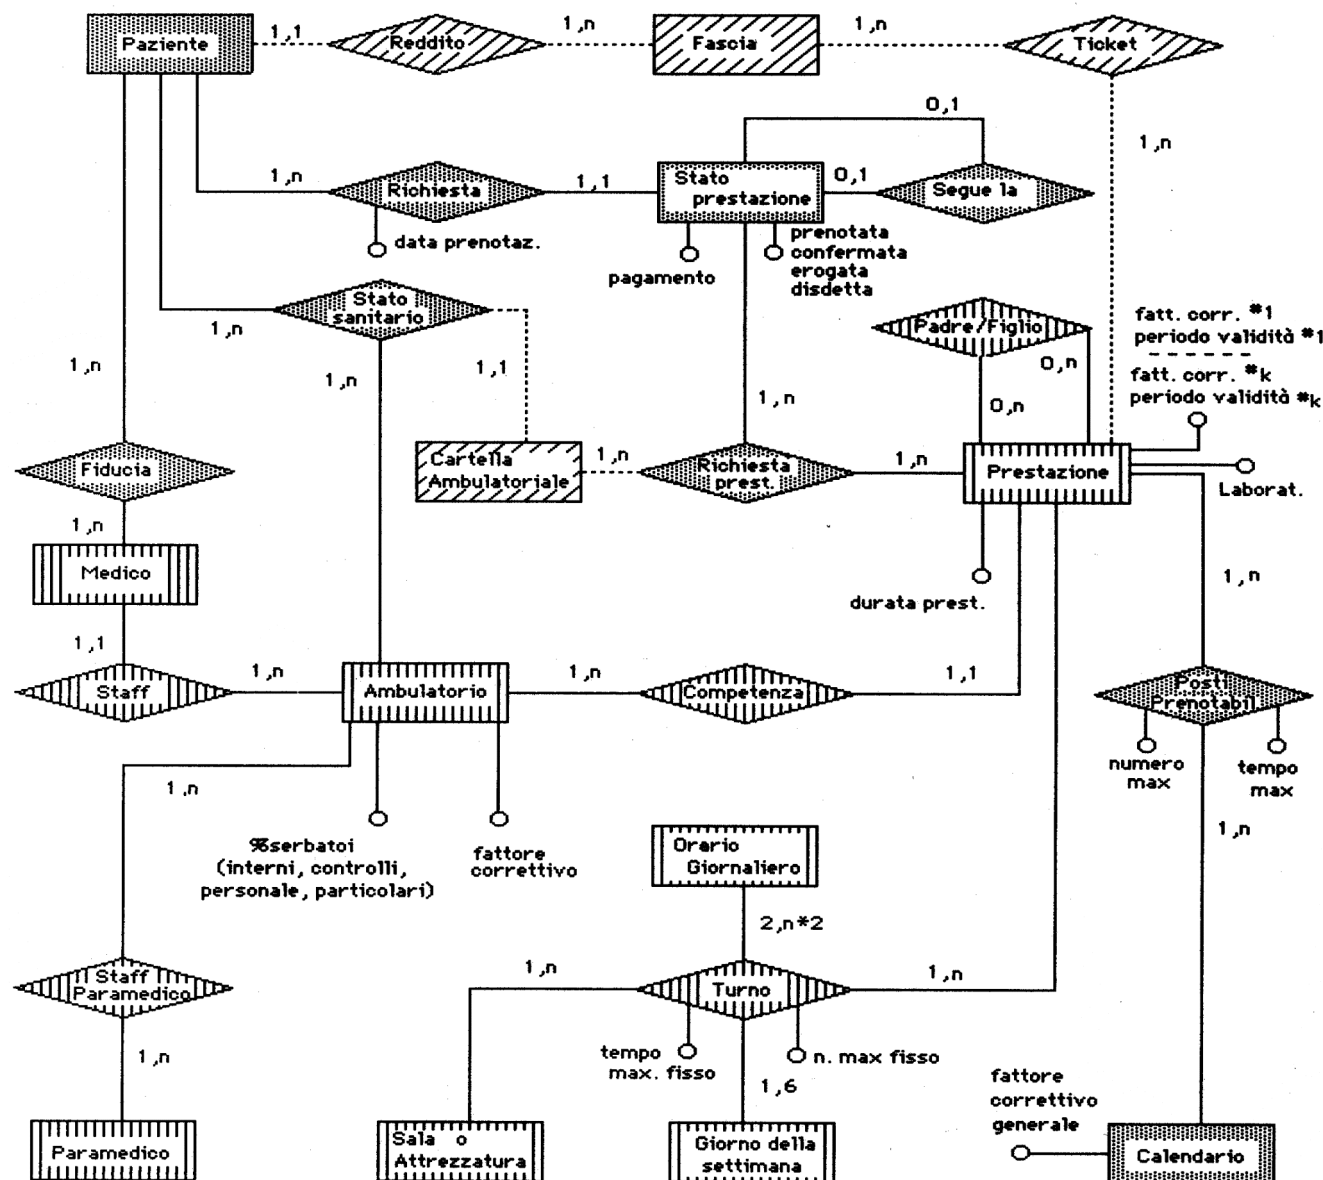 Paziente
1,1
Reddito
1,n
Fascia
1,n
Ticket
0,1
1,n
1,n
Richiesta
1,1
Stato
prestazione
0,1
Segue la
data prenotaz.
pagamento
prenotata
confermata
erogata
disdetta
Stato
sanitario
1,n
Padre/Figlio
fatt. corr. #1
periodo validità #1
fatt. corr. #k
periodo validità #k
1,n
1,n
1,1
0,n
0,n
1,n
Fiducia
Cartella
Ambulatoriale
1,n
Richiesta
prest.
1,n
Prestazione
Laborat.
1,n
Medico
durata prest.
1,n
1,1
Staff
1,n
Ambulatorio
1,n
Competenza
1,1
Posti
Prenotabil
numero
max
tempo
max
1,n
1,n
%serbatoi
(interni, controlli,
personale, particolari)
fattore
correttivo
Orario
Giornaliero
2,n*2
Staff
Paramedico
1,n
Turno
1,n
1,n
tempo
max. fisso
n. max fisso
1,6
fattore
correttivo
generale
Paramedico
Sala o
Attrezzatura
Giorno della
settimana
Calendario